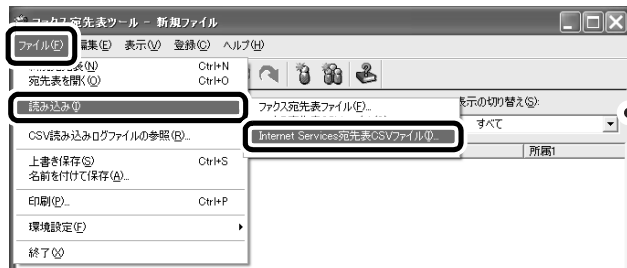 ファクス宛先表ツール - 新規ファイル
ファイル(F) 編集(E) 表示(V) 登録(C) ヘルプ(H)
(N) Ctrl+N
宛先表を開く(O) Ctrl+O
読み込み(I)
CSV読み込みログファイルの参照(R)...
上書き保存(S) Ctrl+S
名前を付けて保存(A)...
印刷(P)... Ctrl+P
環境設定(F)
終了(X)
ファクス宛先表ファイル(F)...
Internet Services宛先表CSVファイル(I)...
表示の切り替え(S):
すべて
所属1